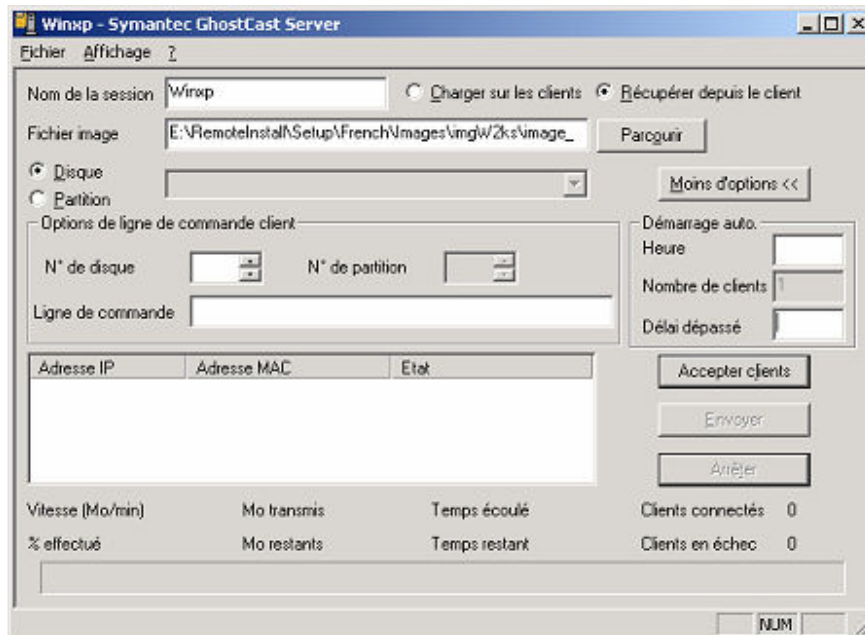 Winxp - Symantec GhostCast Server
Fichier Affichage ?
Nom de la session Winxp Charger sur les clients Récupérer depuis le client
Fichier image E:\RemoteInstall\Setup\French\Images\imgW2ks\image_ Parcourir
Disque
Partition
Moins d'options <<
Options de ligne de commande client
N° de disque N° de partition
Ligne de commande
Démarrage auto.
Heure
Nombre de clients 1
Délai dépassé
Adresse IP Adresse MAC Etat
Accepter clients
Envoyer
Arrêter
Vitesse (Mo/min) Mo transmis Temps écoulé Clients connectés 0
% effectué Mo restants Temps restant Clients en échec 0
NUM